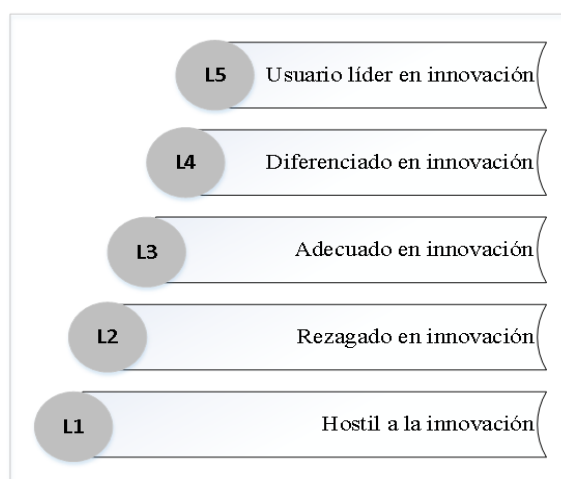 L5 Usuario líder en innovación
L4 Diferenciado en innovación
L3 Adecuado en innovación
L2 Rezagado en innovación
L1 Hostil a la innovación